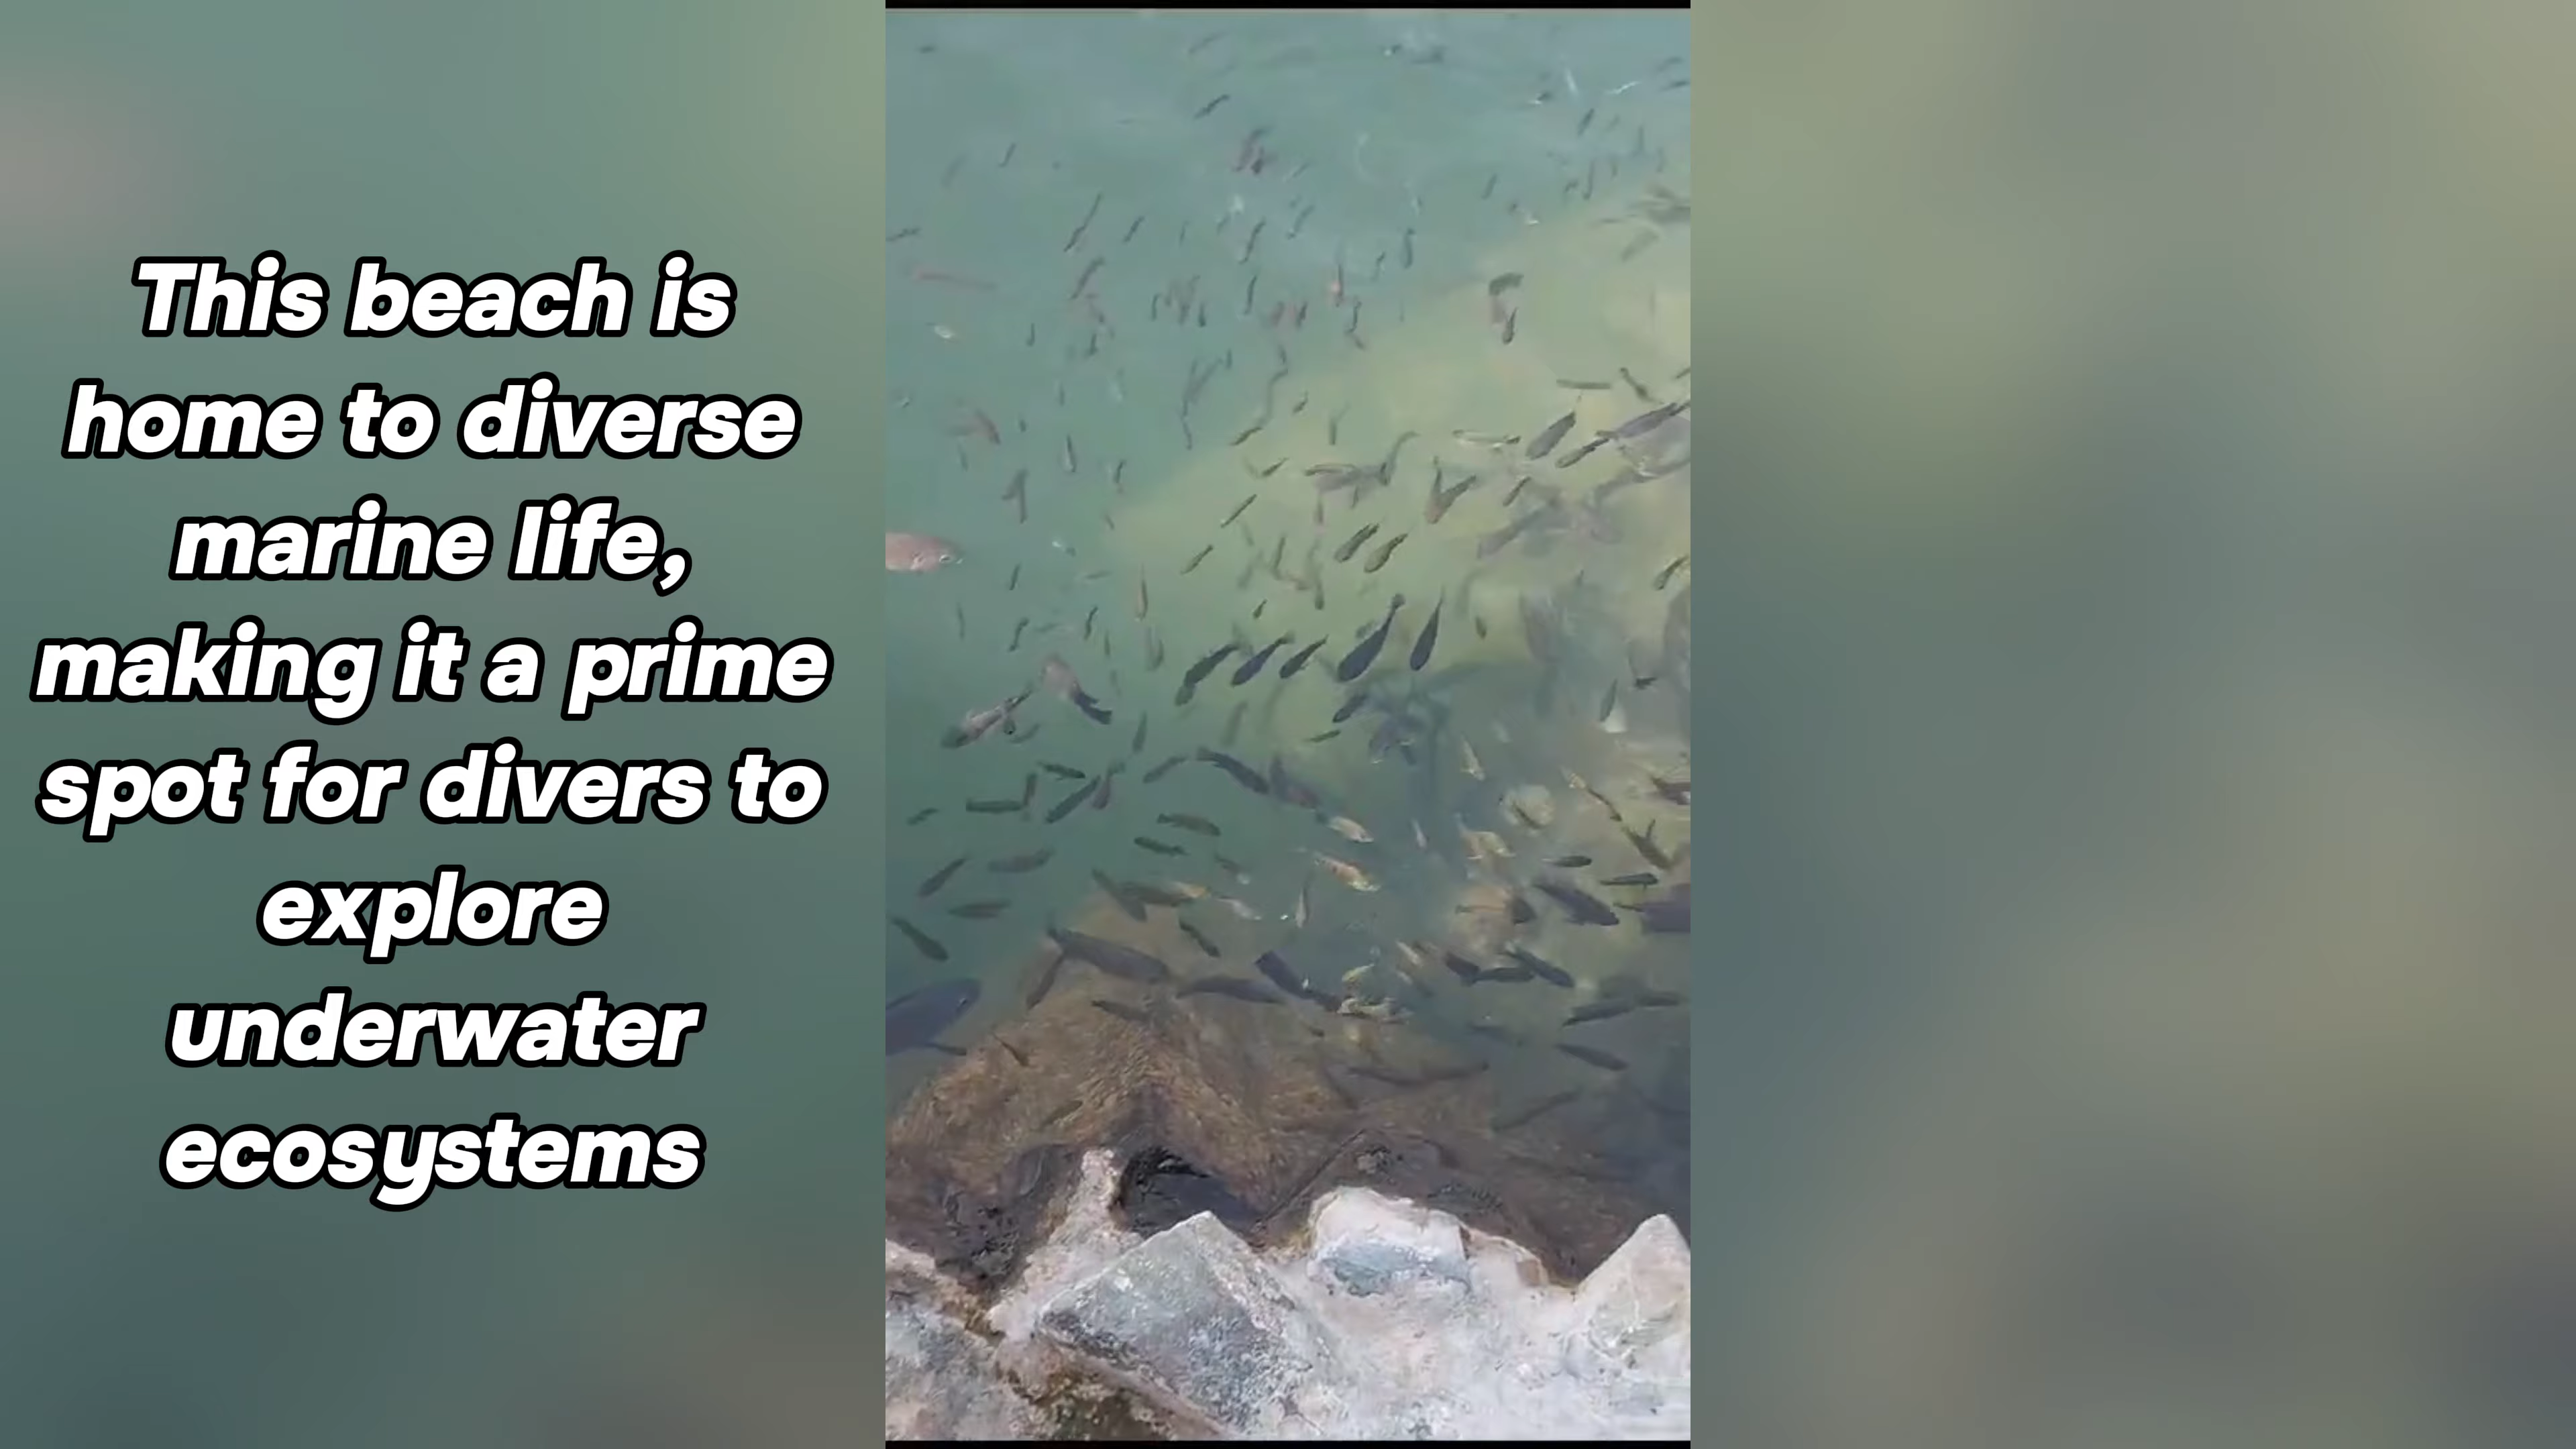 This beach is
home to diverse
marine life,
making it a prime
spot for divers to
explore
underwater
ecosystems